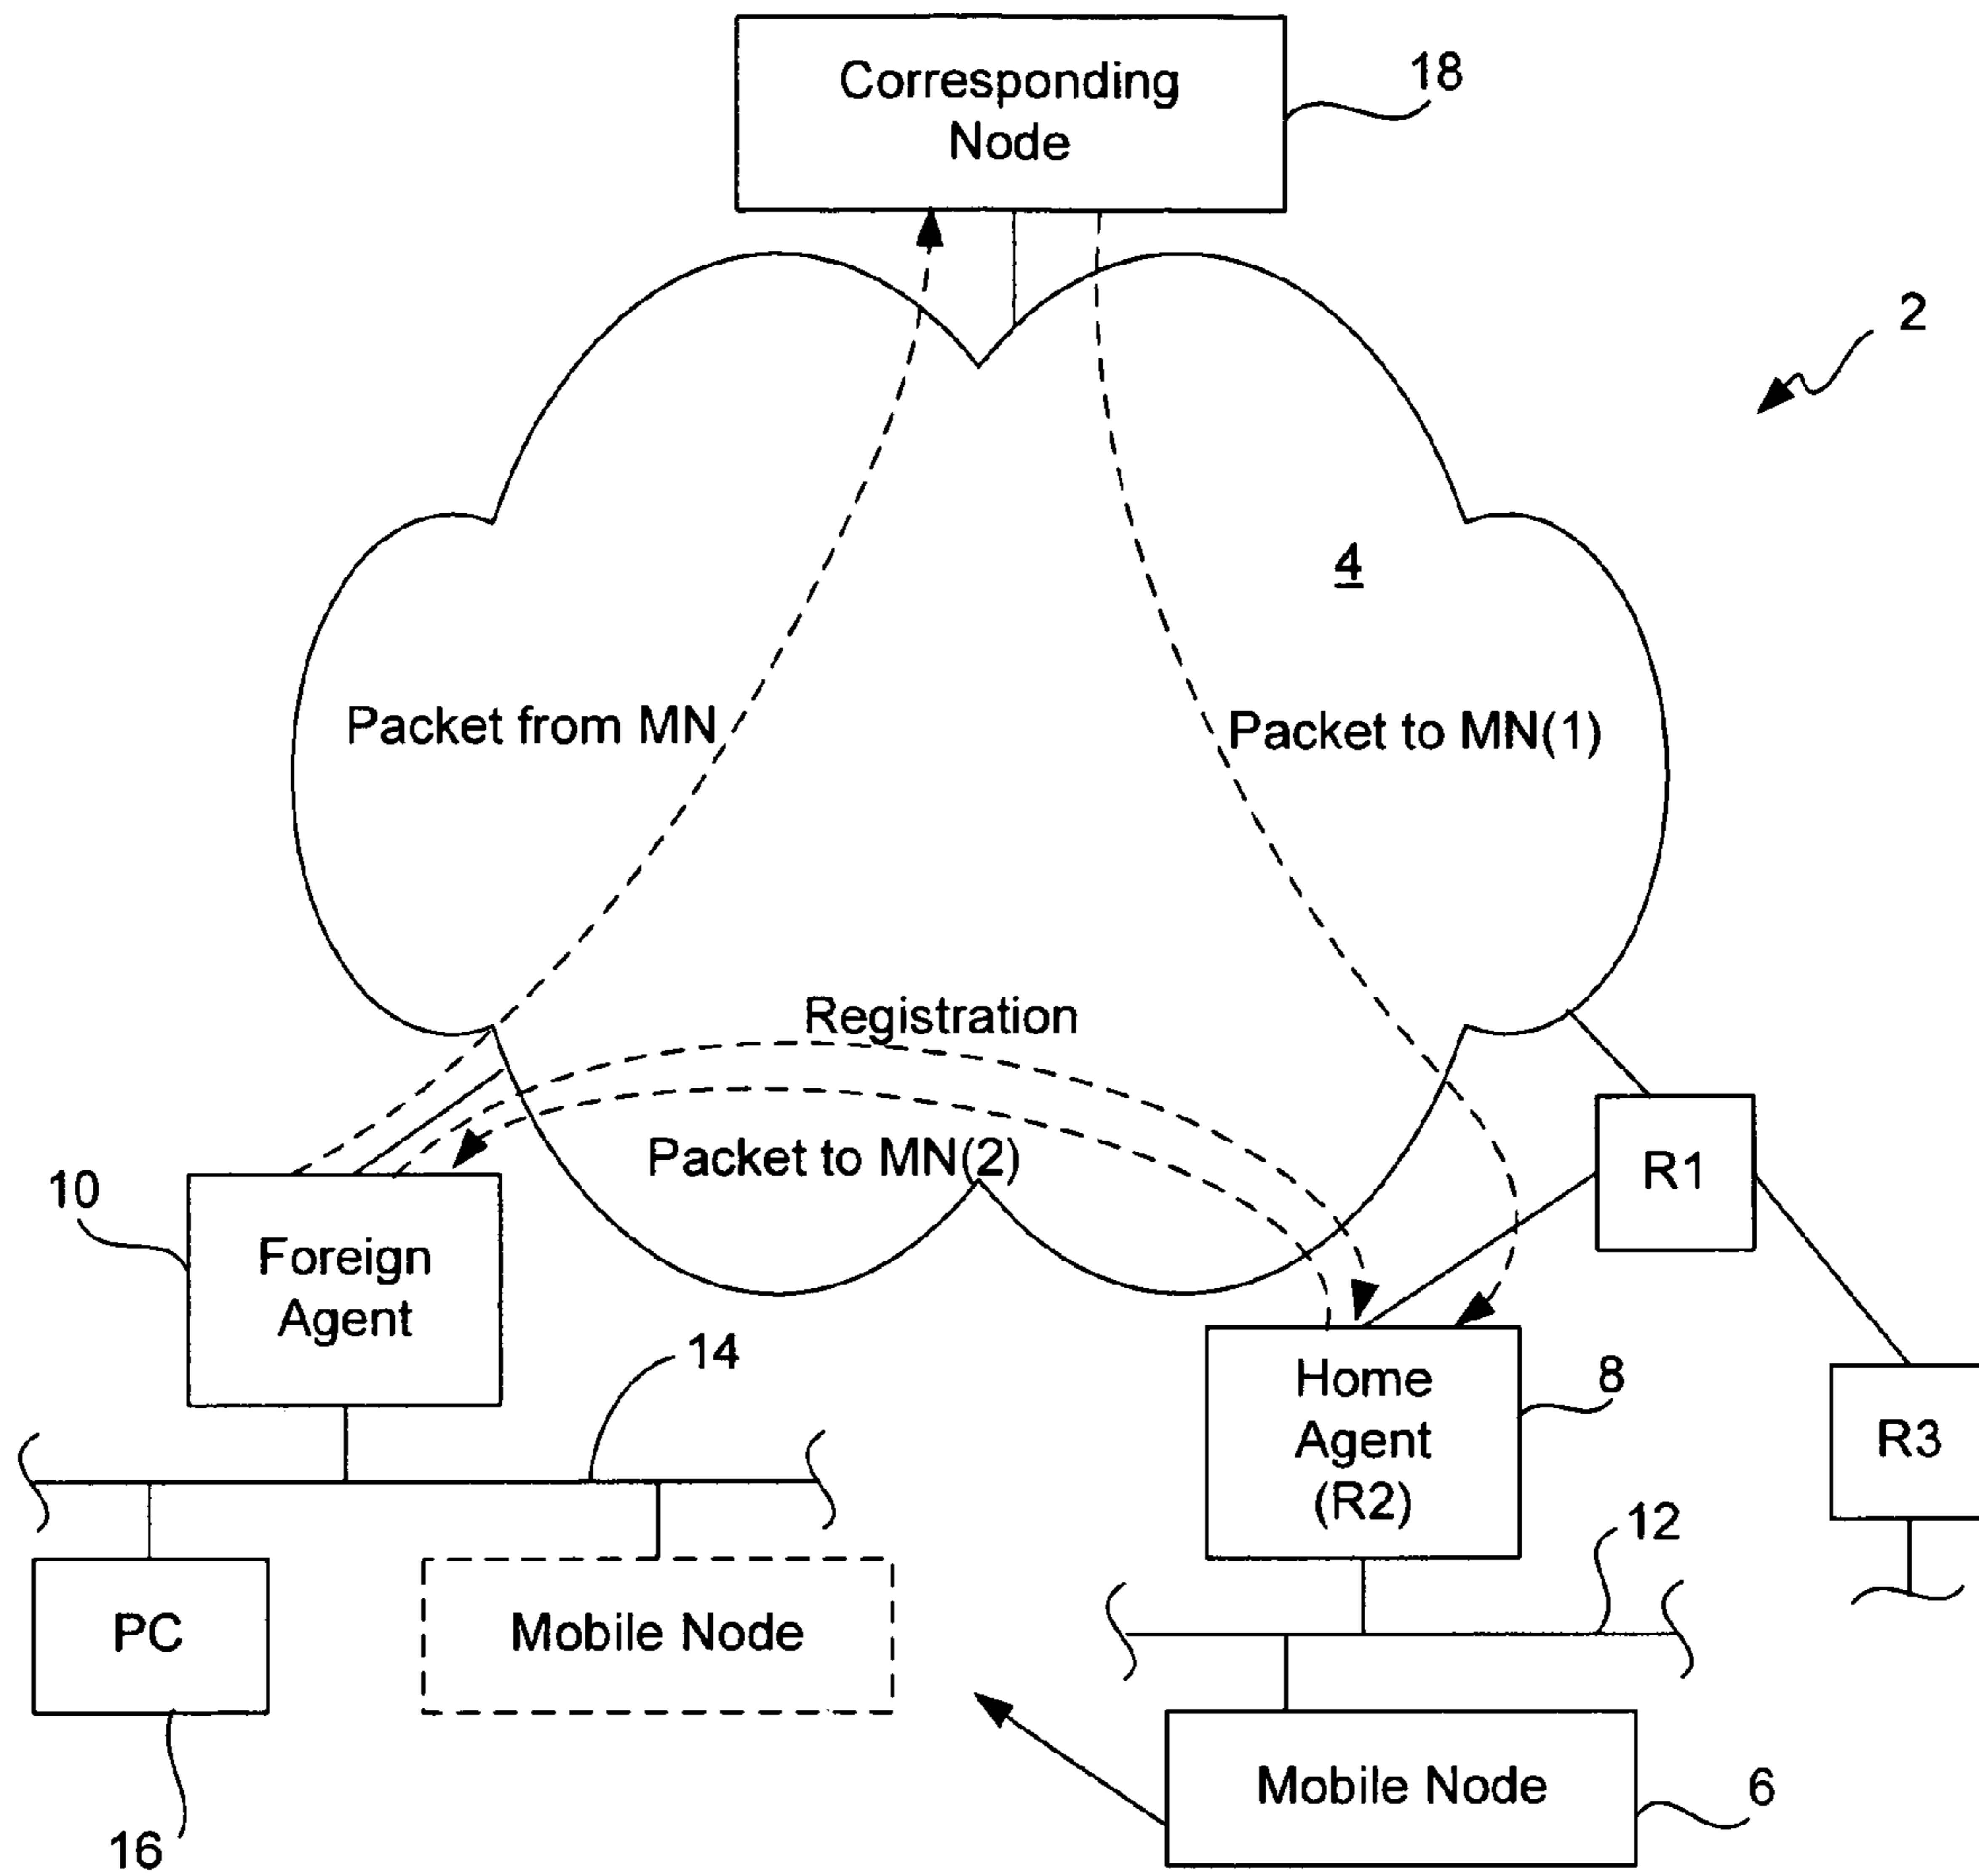 Corresponding
Node
18
2
4
Packet from MN
Packet to MN(1)
Registration
Packet to MN(2)
R1
10
Foreign
Agent
14
Home
Agent
(R2)
8
R3
12
PC
Mobile Node
Mobile Node
6
16